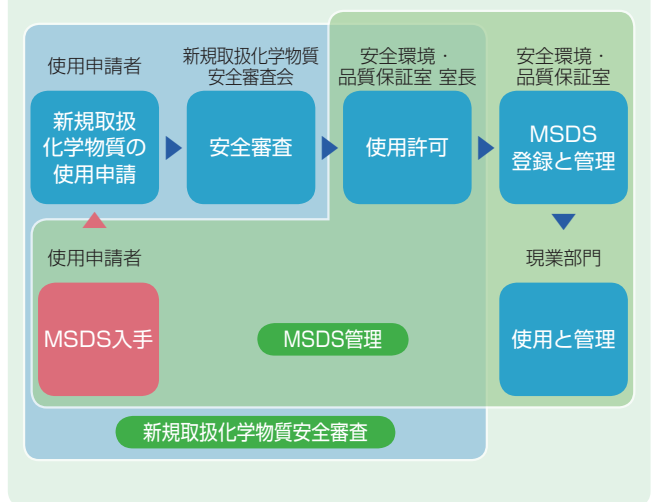 使用申請者
新規取扱
化学物質の
使用申請
新規取扱化学物質
安全審査会
安全審査
安全環境・
品質保証室 室長
使用許可
安全環境・
品質保証室
MSDS
登録と管理
使用申請者
MSDS入手
MSDS管理
現業部門
使用と管理
新規取扱化学物質安全審査